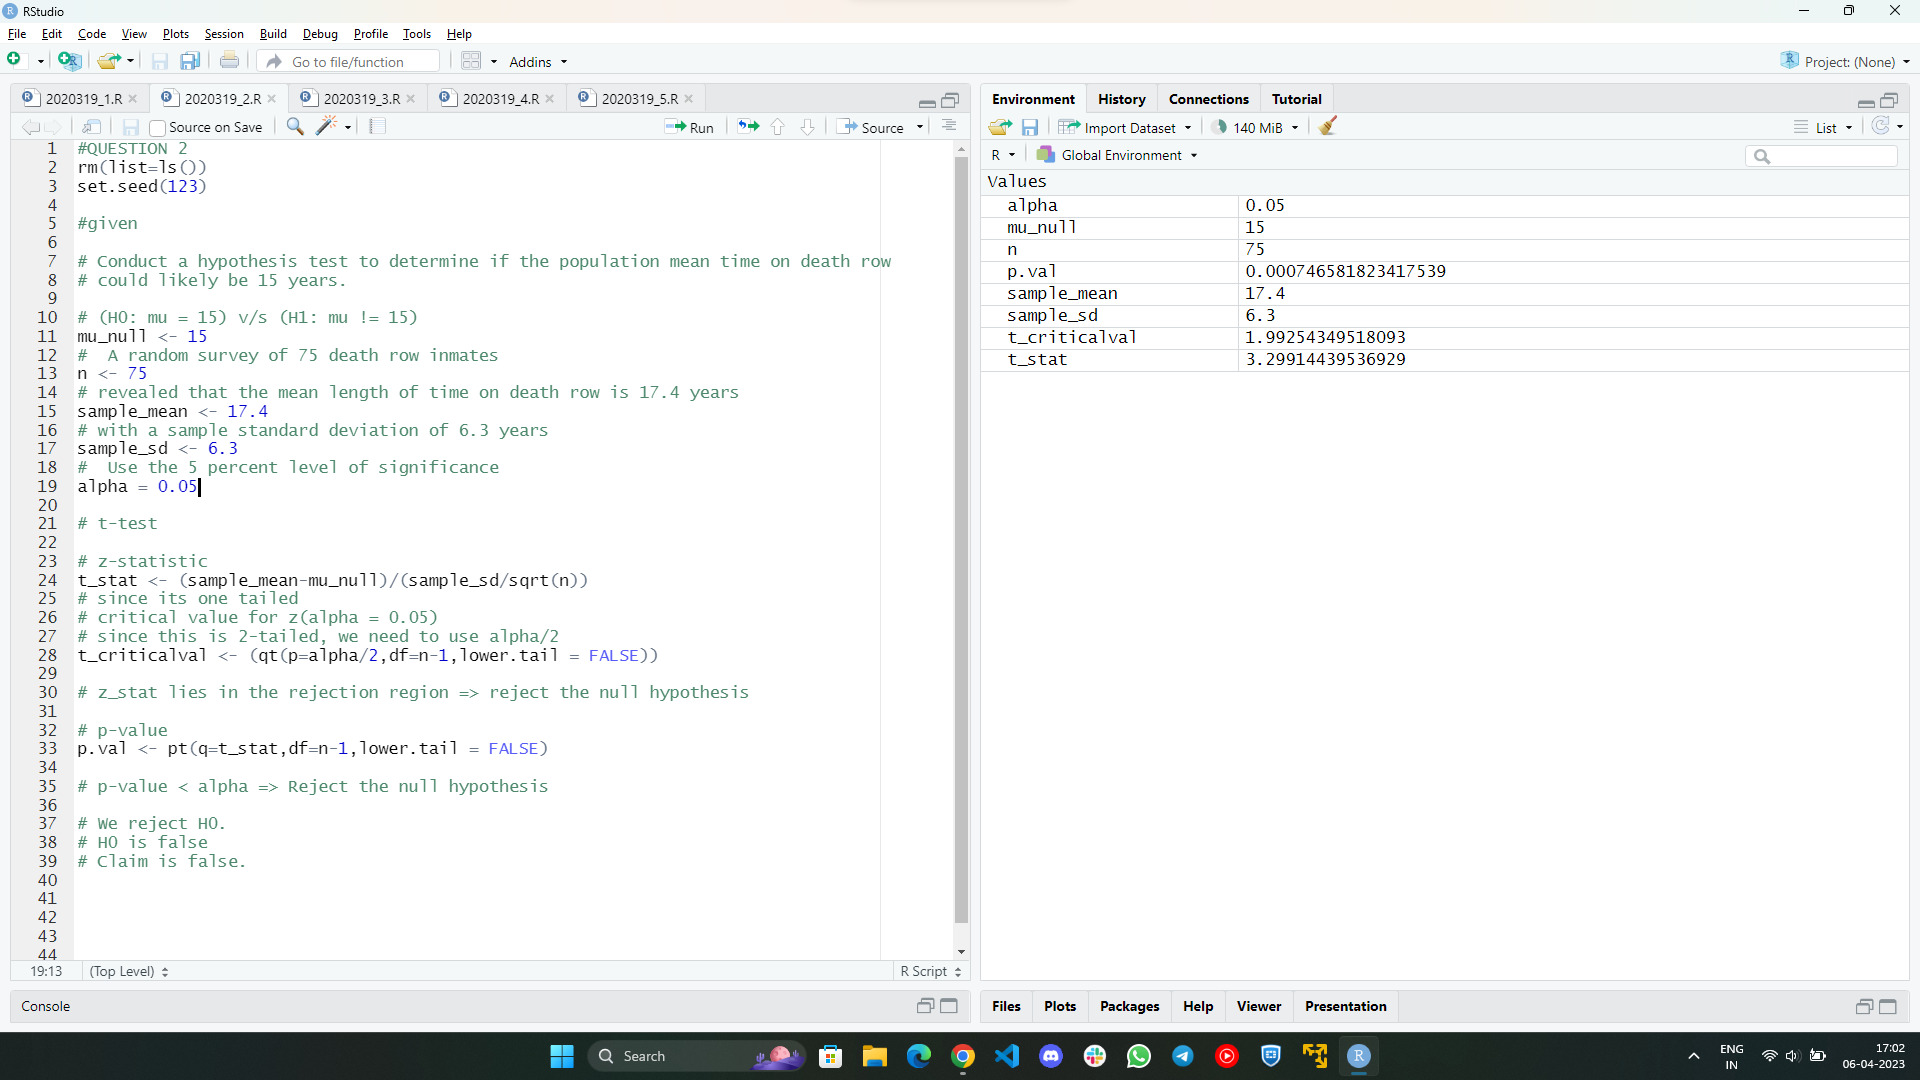 RStudio
File Edit Code View Plots Session Build Debug Profile Tools Help
Go to file/function Addins Project: (None)
2020319_1.R 2020319_2.R 2020319_3.R 2020319_4.R 2020319_5.R
Source on Save Run Source
1 #QUESTION 2
2 rm(list=ls())
3 set.seed(123)
4
5 #given
6
7 # Conduct a hypothesis test to determine if the population mean time on death row
8 # could likely be 15 years.
9
10 # (H0: mu = 15) v/s (H1: mu != 15)
11 mu_null <- 15
12 #  A random survey of 75 death row inmates
13 n <- 75
14 # revealed that the mean length of time on death row is 17.4 years
15 sample_mean <- 17.4
16 # with a sample standard deviation of 6.3 years
17 sample_sd <- 6.3
18 #  Use the 5 percent level of significance
19 alpha = 0.05
20
21 # t-test
22
23 # z-statistic
24 t_stat <- (sample_mean-mu_null)/(sample_sd/sqrt(n))
25 # since its one tailed
26 # critical value for z(alpha = 0.05)
27 # since this is 2-tailed, we need to use alpha/2
28 t_criticalval <- (qt(p=alpha/2,df=n-1,lower.tail = FALSE))
29
30 # z_stat lies in the rejection region => reject the null hypothesis
31
32 # p-value
33 p.val <- pt(q=t_stat,df=n-1,lower.tail = FALSE)
34
35 # p-value < alpha => Reject the null hypothesis
36
37 # We reject H0.
38 # H0 is false
39 # Claim is false.
40
41
42
43
44
19:13 (Top Level) R Script
Console
Environment History Connections Tutorial
Import Dataset 140 MiB List
R Global Environment
Values
alpha 0.05
mu_null 15
n 75
p.val 0.000746581823417539
sample_mean 17.4
sample_sd 6.3
t_criticalval 1.99254349518093
t_stat 3.29914439536929
Files Plots Packages Help Viewer Presentation
Search
ENG
IN
17:02
06-04-2023